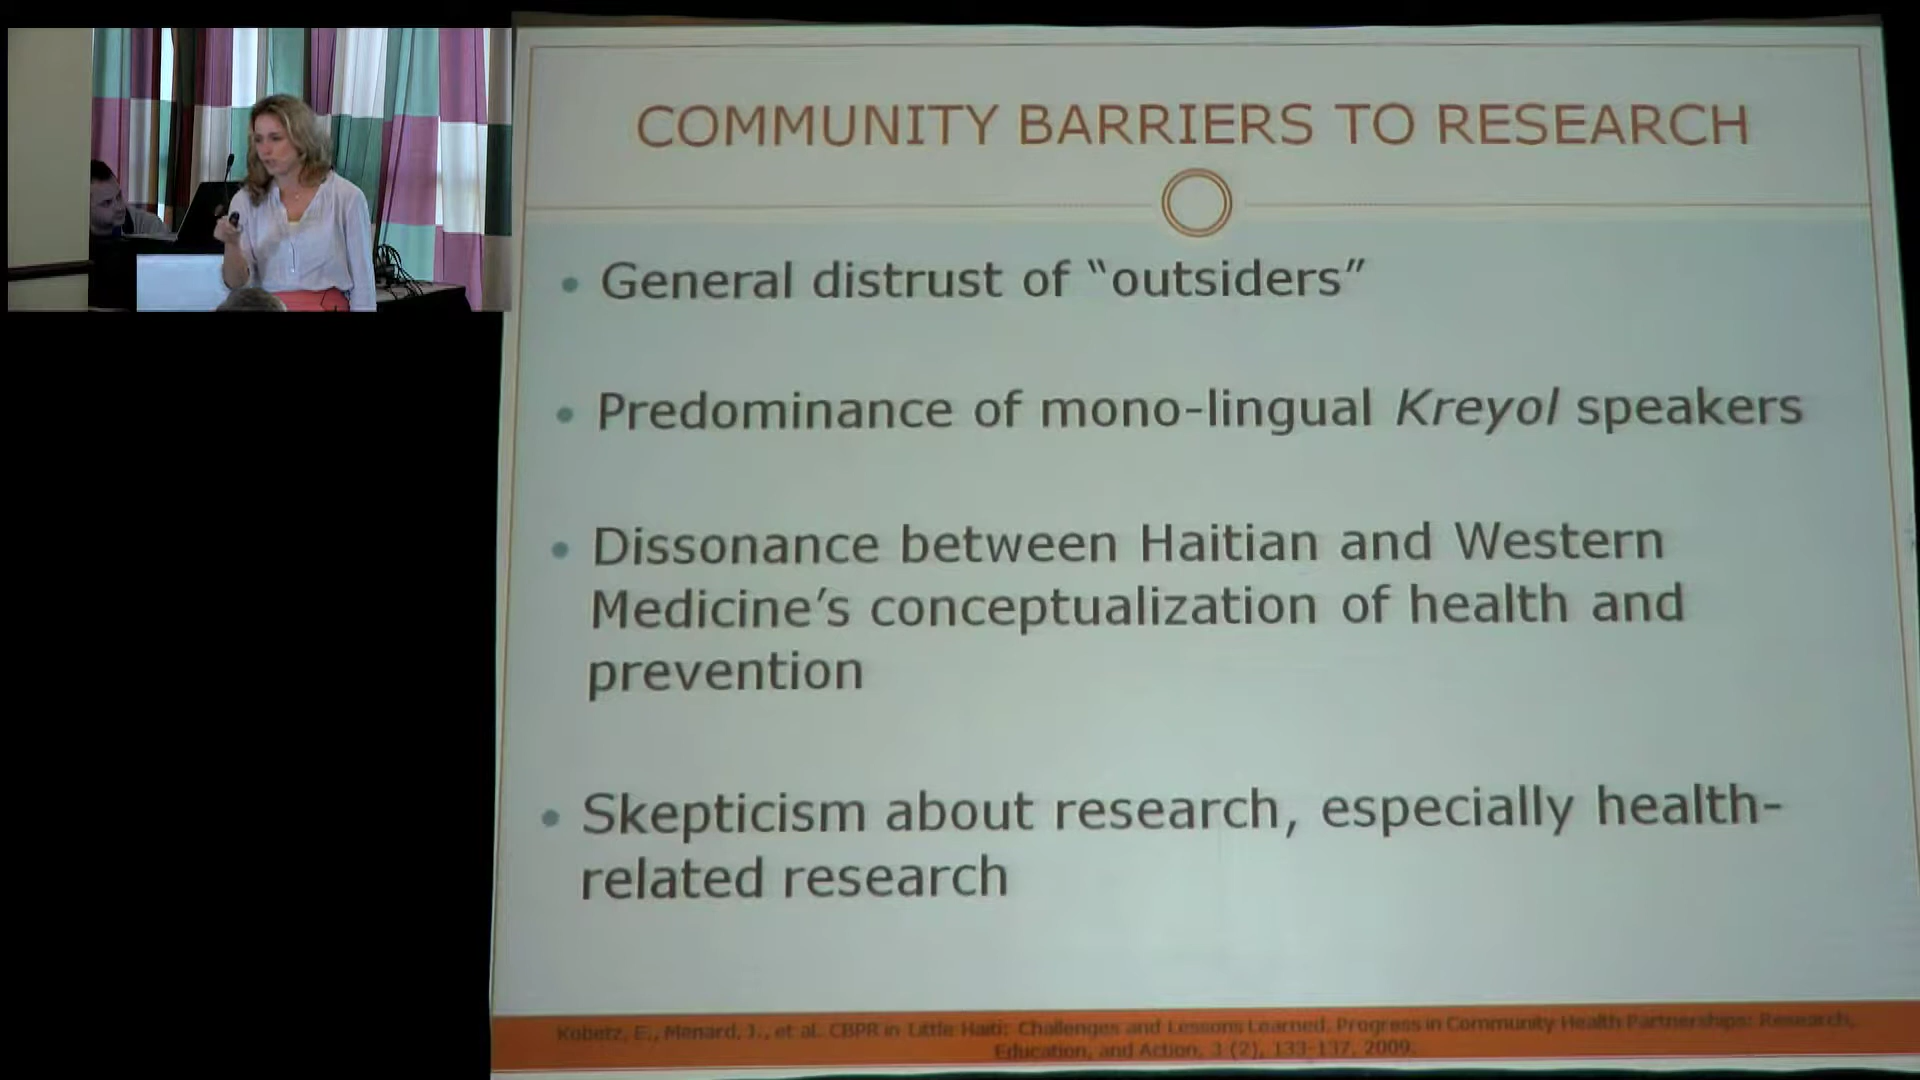 COMMUNITY BARRIERS TO RESEARCH
• General distrust of “outsiders”
• Predominance of mono-lingual Kreyol speakers
• Dissonance between Haitian and Western
Medicine’s conceptualization of health and
prevention
• Skepticism about research, especially health-
related research
Kobetz, E., Menard, J., et al. CBPR in Little Haiti: Challenges and Lessons Learned. Progress in Community Health Partnerships: Research,
Education, and Action, 3 (2), 133-137, 2009.